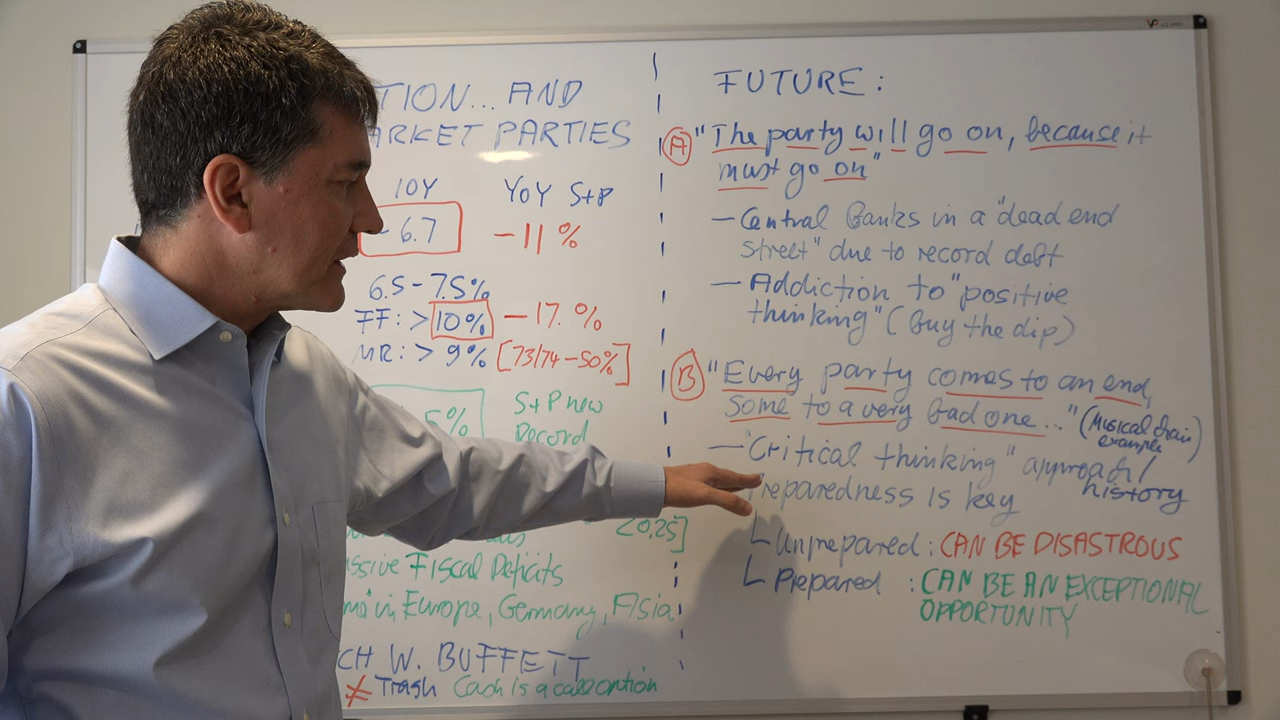 TION... AND
ARKET PARTIES
10Y YoY S+P
- 6.7 -11 %
6.5 - 7.5%
FF: > 10% -17. %
MR: > 9% [73/74 -50%]
5% S+P new
Record
<0.25]
ssive Fiscal Deficits
in Europe, Germany, Asia
CH W. BUFFETT
≠ Trash Cash is a call option
FUTURE:
A "The party will go on, because it
must go on"
- Central Banks in a "dead end
street" due to record debt
- Addiction to "positive
thinking" (buy the dip)
B "Every party comes to an end,
some to a very bad one..." (Musical chair
example)
- "Critical thinking" approach/
history
reparedness is key
Unprepared: CAN BE DISASTROUS
Prepared : CAN BE AN EXCEPTIONAL
OPPORTUNITY